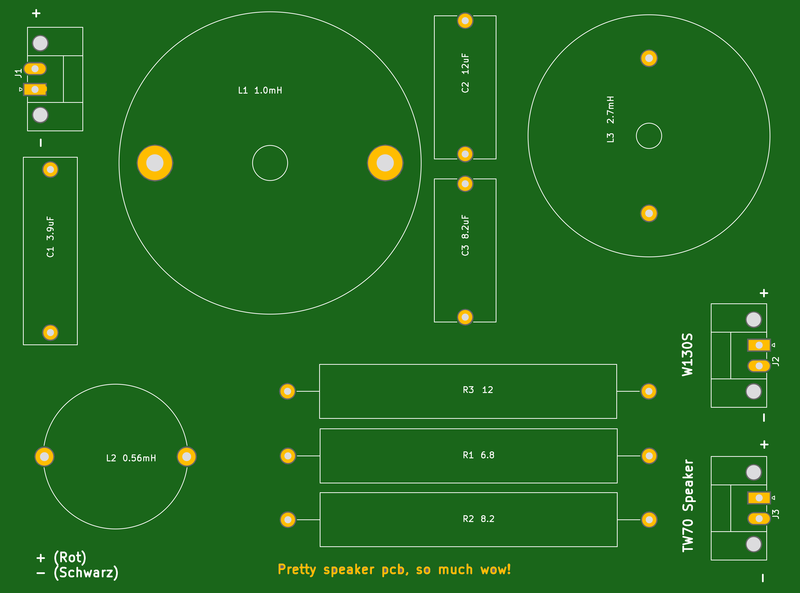 +
J1
−
L1 1.0mH
C2 12uF
L3 2.7mH
C1 3.9uF
C3 8.2uF
+
W130S
J2
−
R3 12
L2 0.56mH
R1 6.8
+
TW70 Speaker
J3
R2 8.2
−
+ (Rot)
− (Schwarz)
Pretty speaker pcb, so much wow!